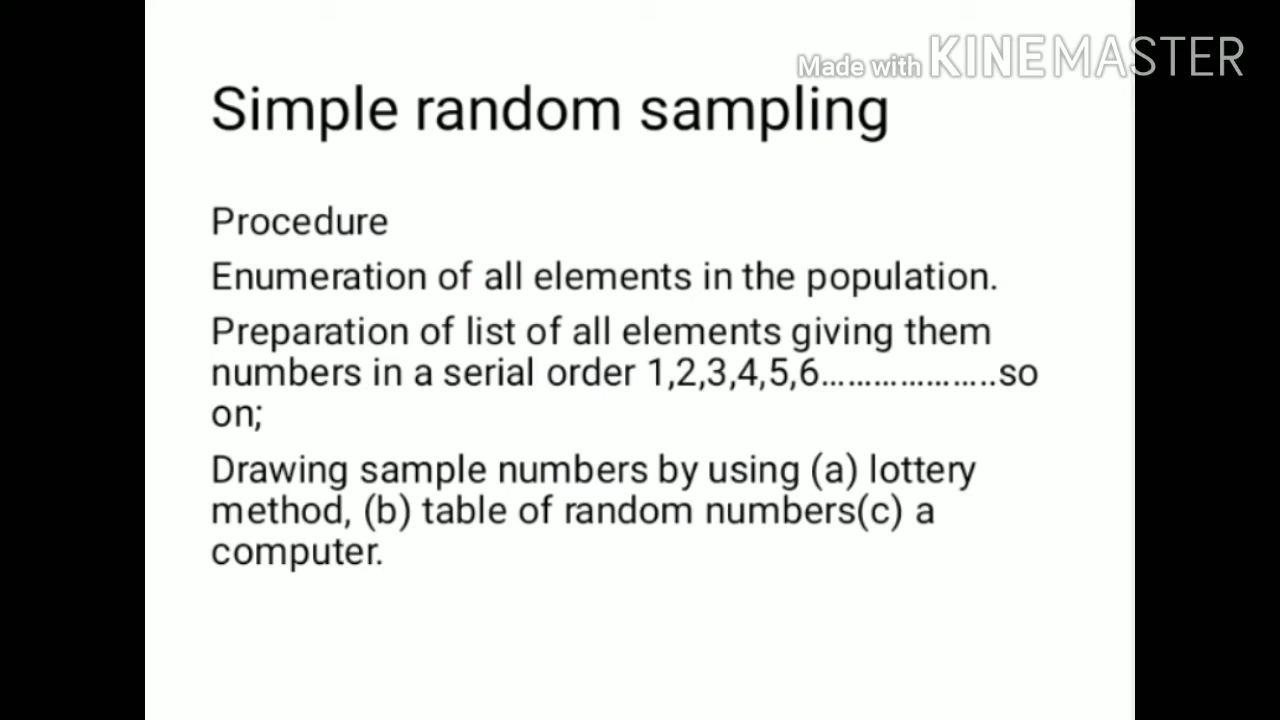 Made with KINEMASTER
Simple random sampling
Procedure
Enumeration of all elements in the population.
Preparation of list of all elements giving them
numbers in a serial order 1,2,3,4,5,6...................so
on;
Drawing sample numbers by using (a) lottery
method, (b) table of random numbers(c) a
computer.